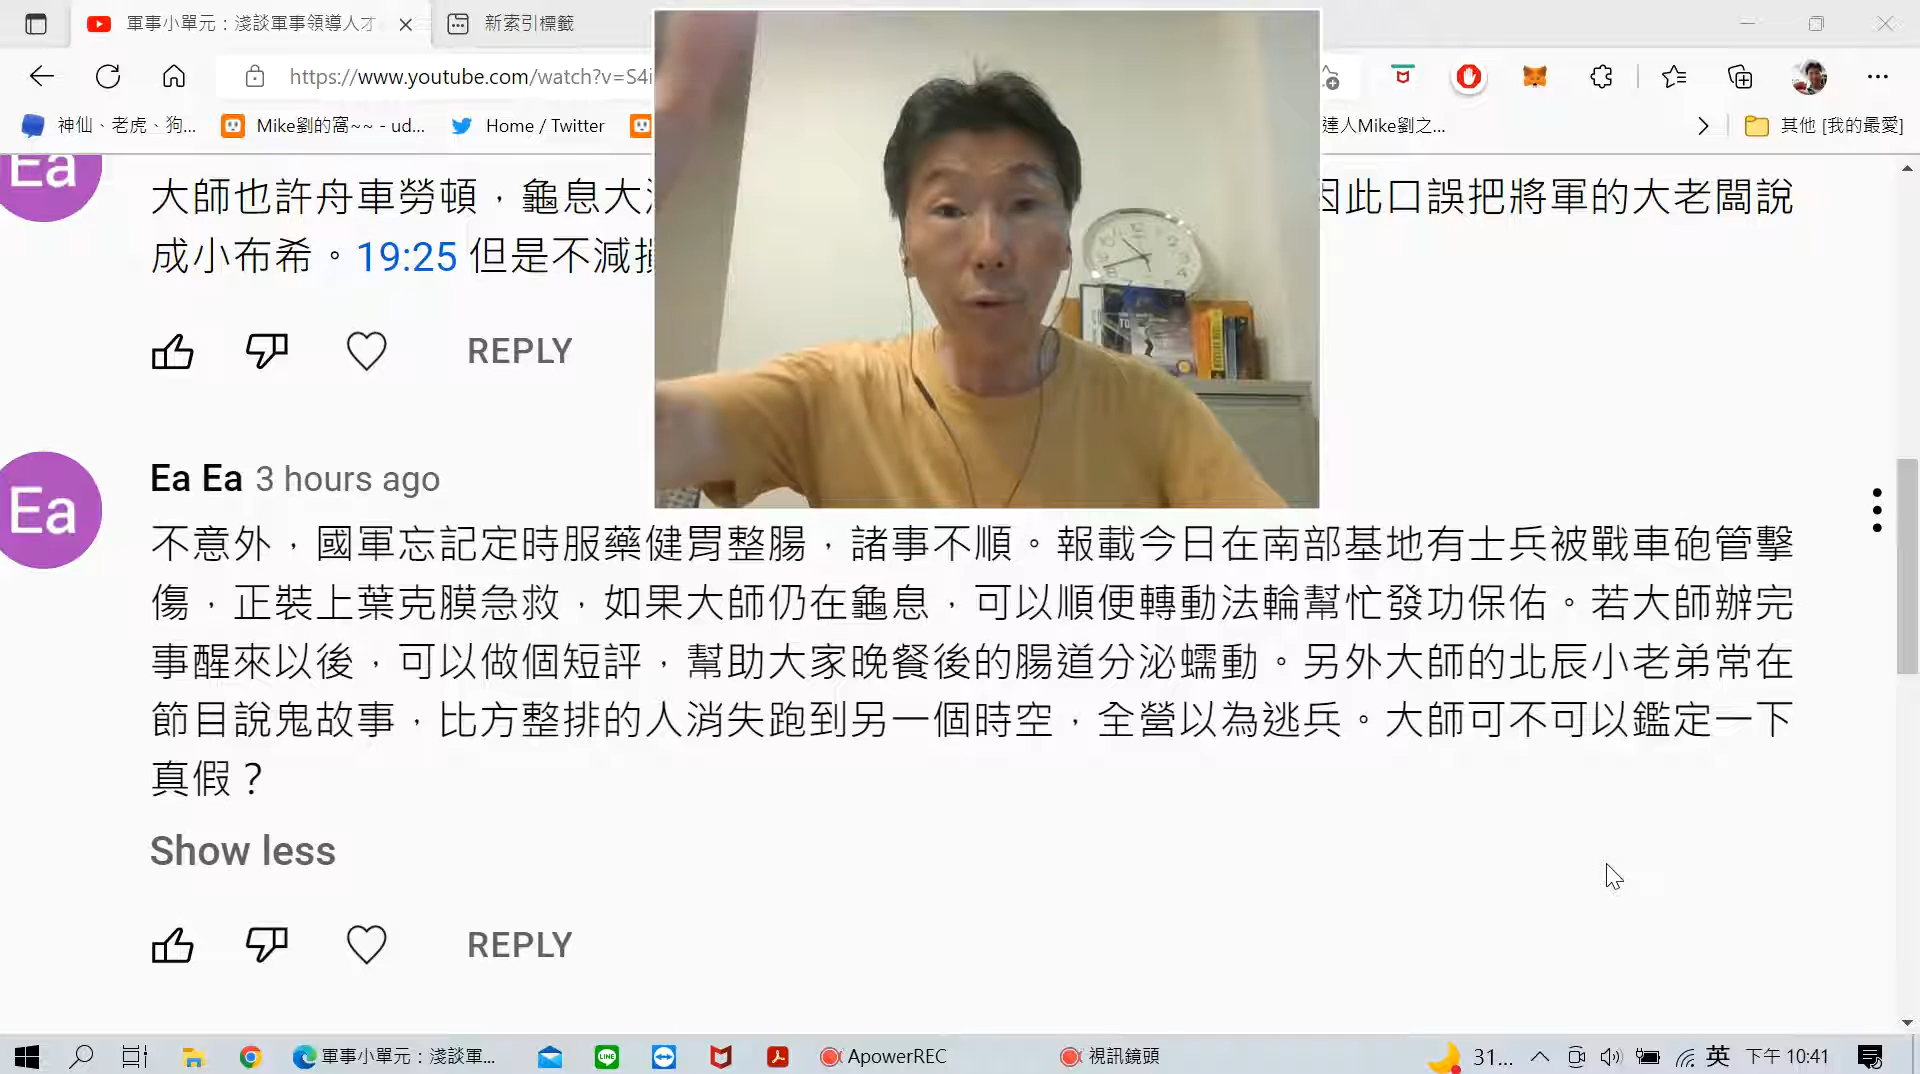 軍事小單元：淺談軍事領導人才
新索引標籤
https://www.youtube.com/watch?v=S4i
神仙、老虎、狗...
Mike劉的窩~~ - ud...
Home / Twitter
達人Mike劉之...
其他 [我的最愛]
Ea
大師也許舟車勞頓，龜息大
因此口誤把將軍的大老闆說
成小布希。19:25 但是不減
REPLY
Ea
Ea Ea 3 hours ago
不意外，國軍忘記定時服藥健胃整腸，諸事不順。報載今日在南部基地有士兵被戰車砲管擊
傷，正裝上葉克膜急救，如果大師仍在龜息，可以順便轉動法輪幫忙發功保佑。若大師辦完
事醒來以後，可以做個短評，幫助大家晚餐後的腸道分泌蠕動。另外大師的北辰小老弟常在
節目說鬼故事，比方整排的人消失跑到另一個時空，全營以為逃兵。大師可不可以鑑定一下
真假？
Show less
REPLY
軍事小單元：淺談軍...
ApowerREC
視訊鏡頭
31...
英
下午 10:41